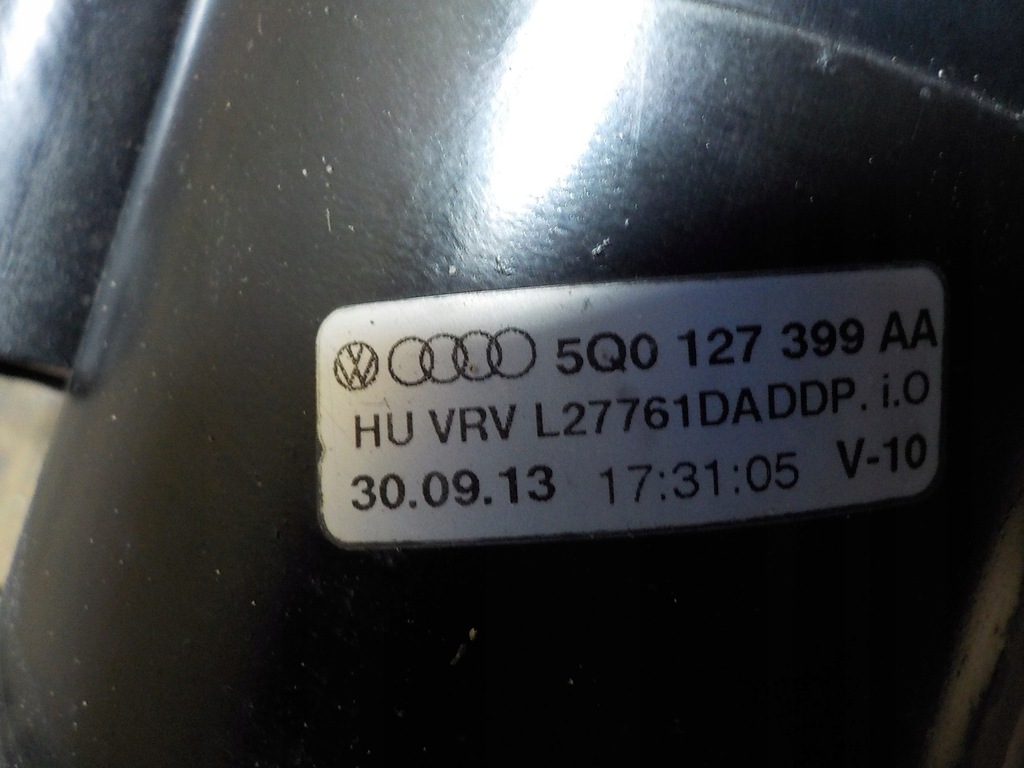 5Q0 127 399 AA
HU VRV L27761DADDP. i.O
30.09.13 17:31:05 V-10